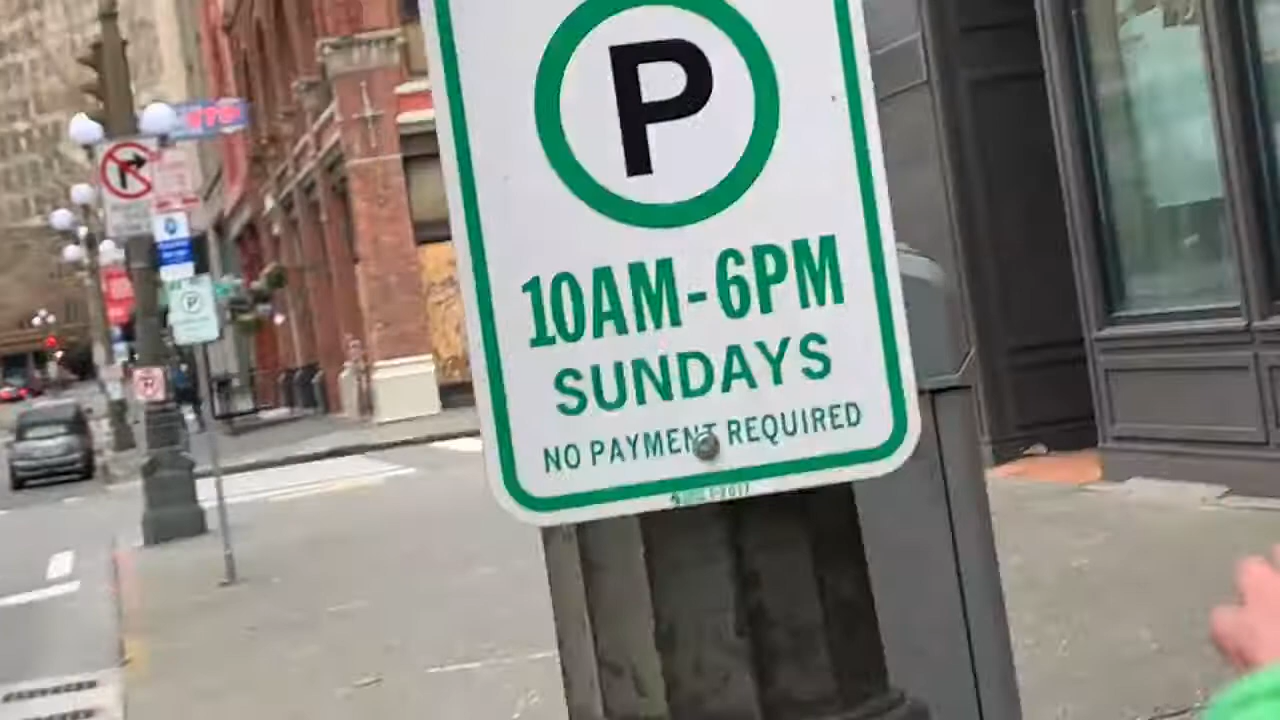 P
10AM-6PM
SUNDAYS
NO PAYMENT REQUIRED